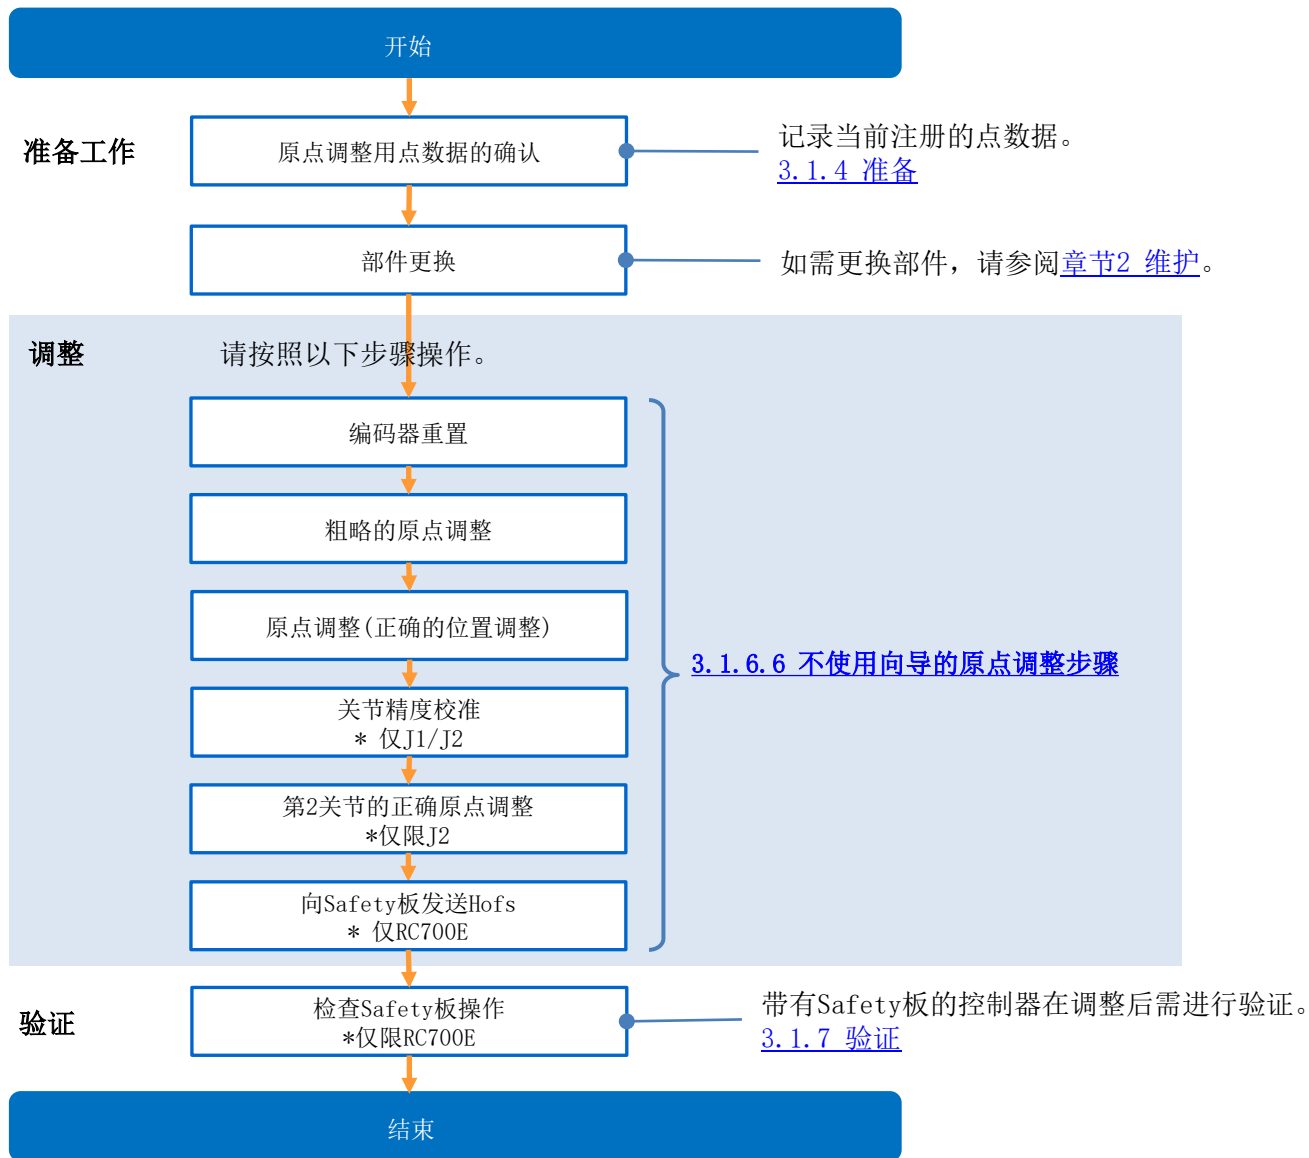 开始
准备工作
原点调整用点数据的确认
记录当前注册的点数据。
3.1.4 准备
部件更换
如需更换部件，请参阅章节2 维护。
调整
请按照以下步骤操作。
编码器重置
粗略的原点调整
原点调整(正确的位置调整)
3.1.6.6 不使用向导的原点调整步骤
关节精度校准
* 仅J1/J2
第2关节的正确原点调整
*仅限J2
向Safety板发送Hofs
* 仅RC700E
验证
检查Safety板操作
*仅限RC700E
带有Safety板的控制器在调整后需进行验证。
3.1.7 验证
结束